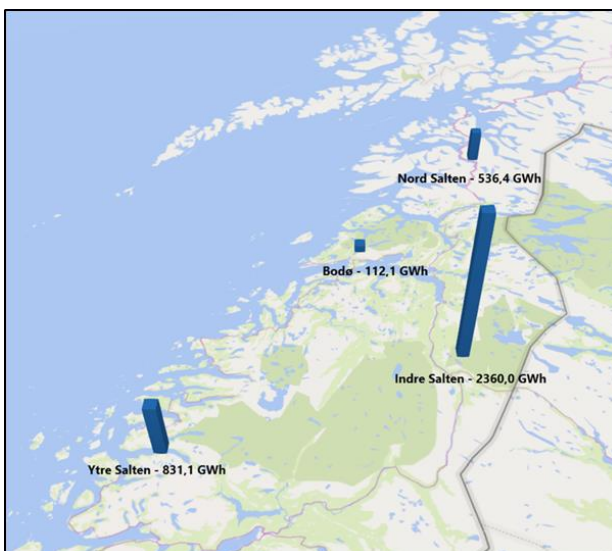 Nord Salten - 536,4 GWh
Bodø - 112,1 GWh
Indre Salten - 2360,0 GWh
Ytre Salten - 831,1 GWh